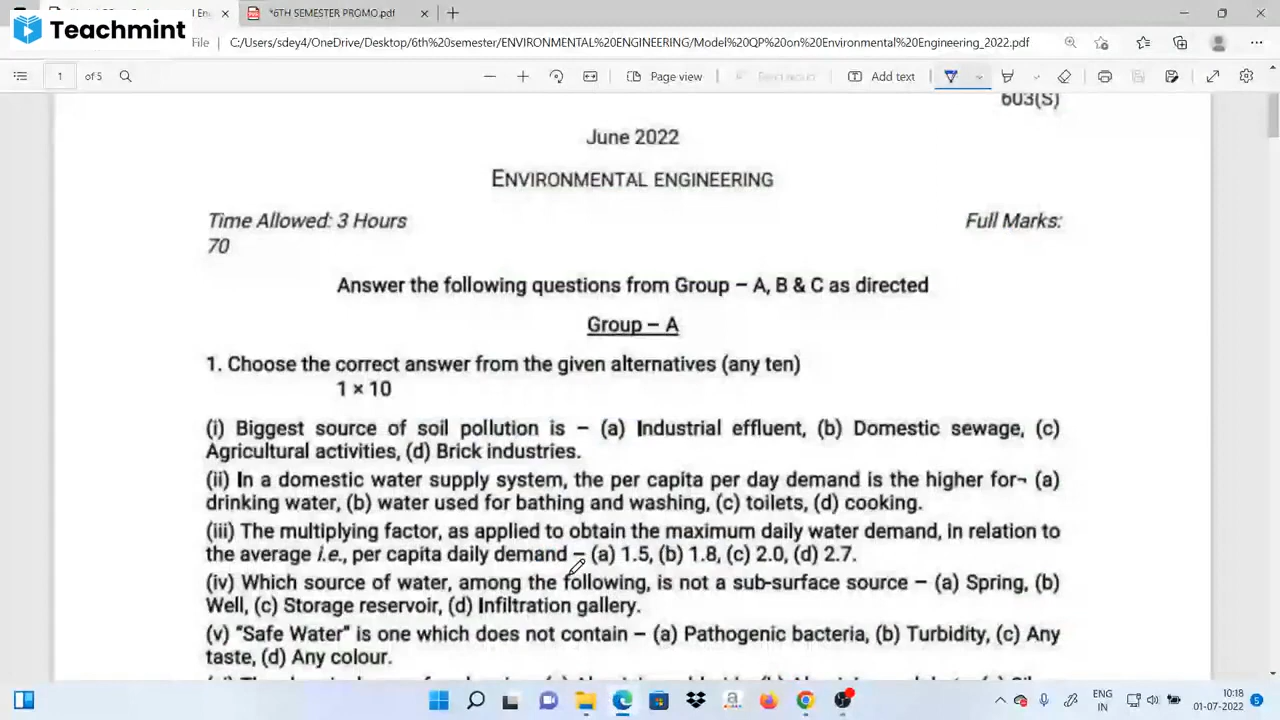 Teachmint
*6TH SEMESTER PROMO.pdf
File
C:/Users/sdey4/OneDrive/Desktop/6th%20semester/ENVIRONMENTAL%20ENGINEERING/Model%20QP%20on%20Environmental%20Engineering_2022.pdf
1 of 5
Page view
Read aloud
Add text
603(S)
June 2022
ENVIRONMENTAL ENGINEERING
Time Allowed: 3 Hours Full Marks:
70
Answer the following questions from Group – A, B & C as directed
Group – A
1. Choose the correct answer from the given alternatives (any ten)
1 × 10
(i) Biggest source of soil pollution is – (a) Industrial effluent, (b) Domestic sewage, (c)
Agricultural activities, (d) Brick industries.
(ii) In a domestic water supply system, the per capita per day demand is the higher for¬ (a)
drinking water, (b) water used for bathing and washing, (c) toilets, (d) cooking.
(iii) The multiplying factor, as applied to obtain the maximum daily water demand, in relation to
the average i.e., per capita daily demand – (a) 1.5, (b) 1.8, (c) 2.0, (d) 2.7.
(iv) Which source of water, among the following, is not a sub-surface source – (a) Spring, (b)
Well, (c) Storage reservoir, (d) Infiltration gallery.
(v) “Safe Water” is one which does not contain – (a) Pathogenic bacteria, (b) Turbidity, (c) Any
taste, (d) Any colour.
ENG
IN
10:18
01-07-2022
5